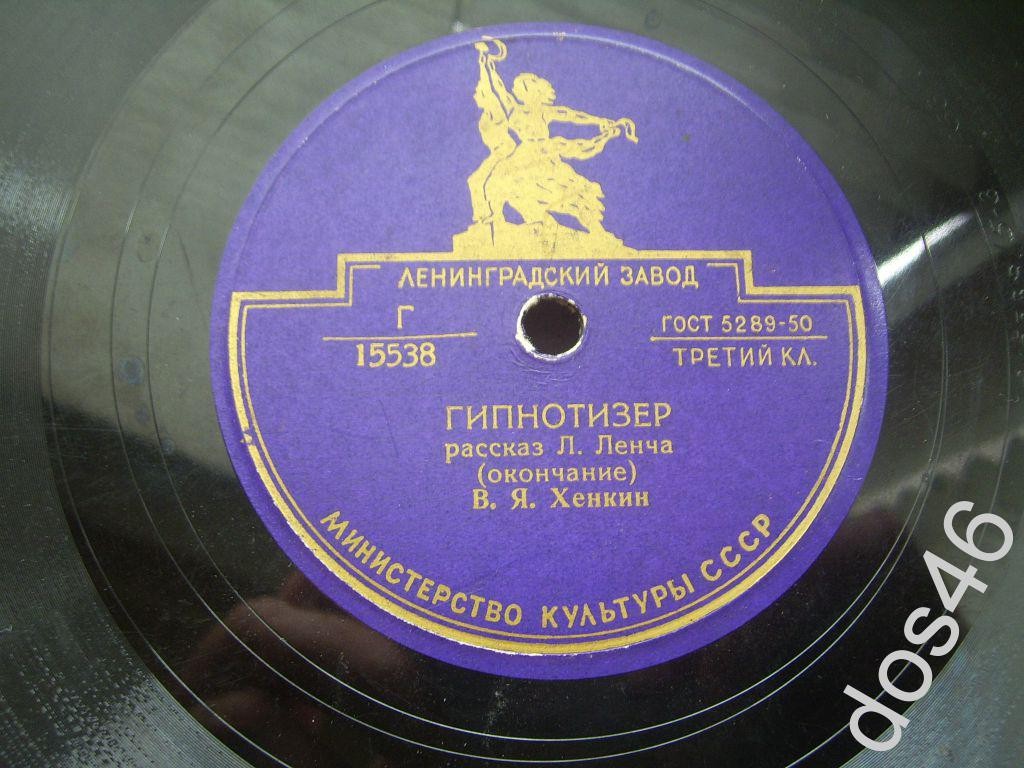 ЛЕНИНГРАДСКИЙ ЗАВОД
Г
15538
ГОСТ 5289-50
ТРЕТИЙ КЛ.
ГИПНОТИЗЕР
рассказ Л. Ленча
(окончание)
В. Я. Хенкин
МИНИСТЕРСТВО КУЛЬТУРЫ СССР
dos46